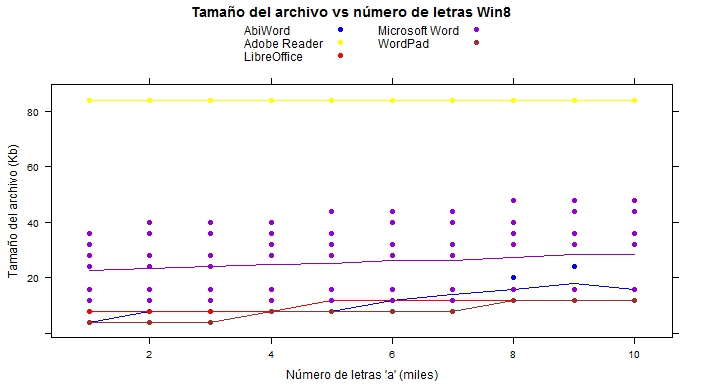 Tamaño del archivo vs número de letras Win8
AbiWord
Adobe Reader
LibreOffice
Microsoft Word
WordPad
Tamaño del archivo (Kb)
80
60
40
20
2
4
6
8
10
Número de letras 'a' (miles)